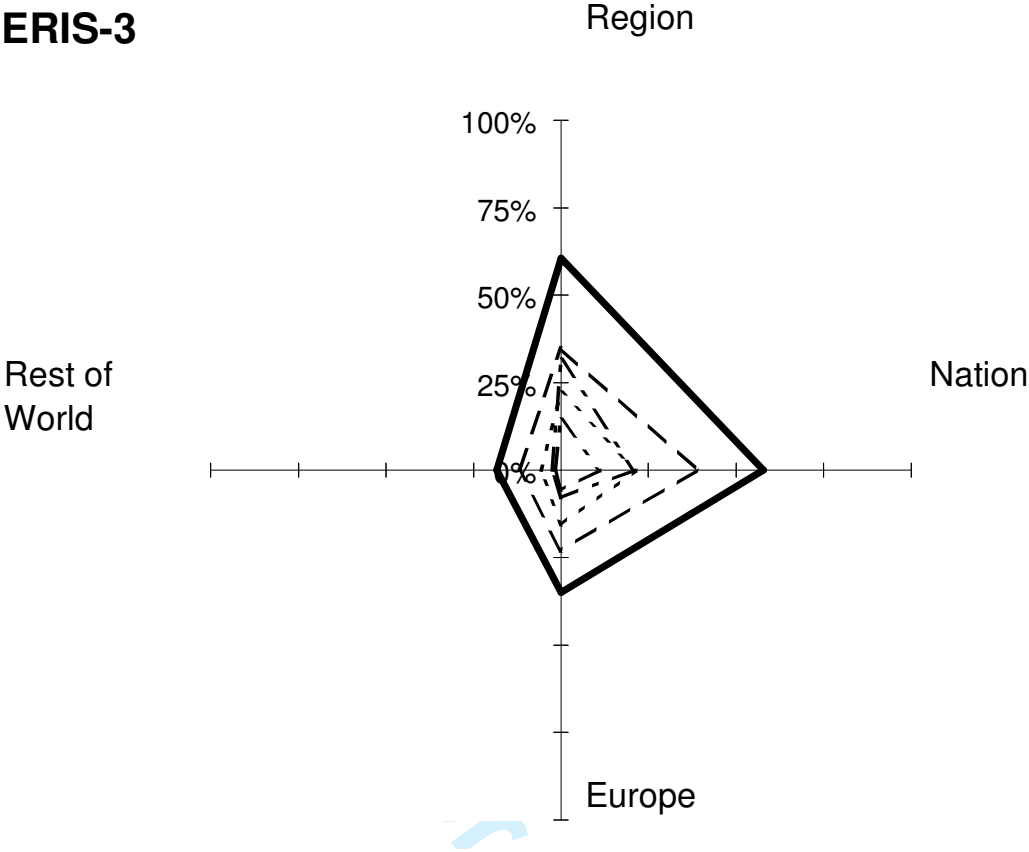 ERIS-3
Region
100%
75%
50%
25%
0%
Rest of
World
Nation
Europe